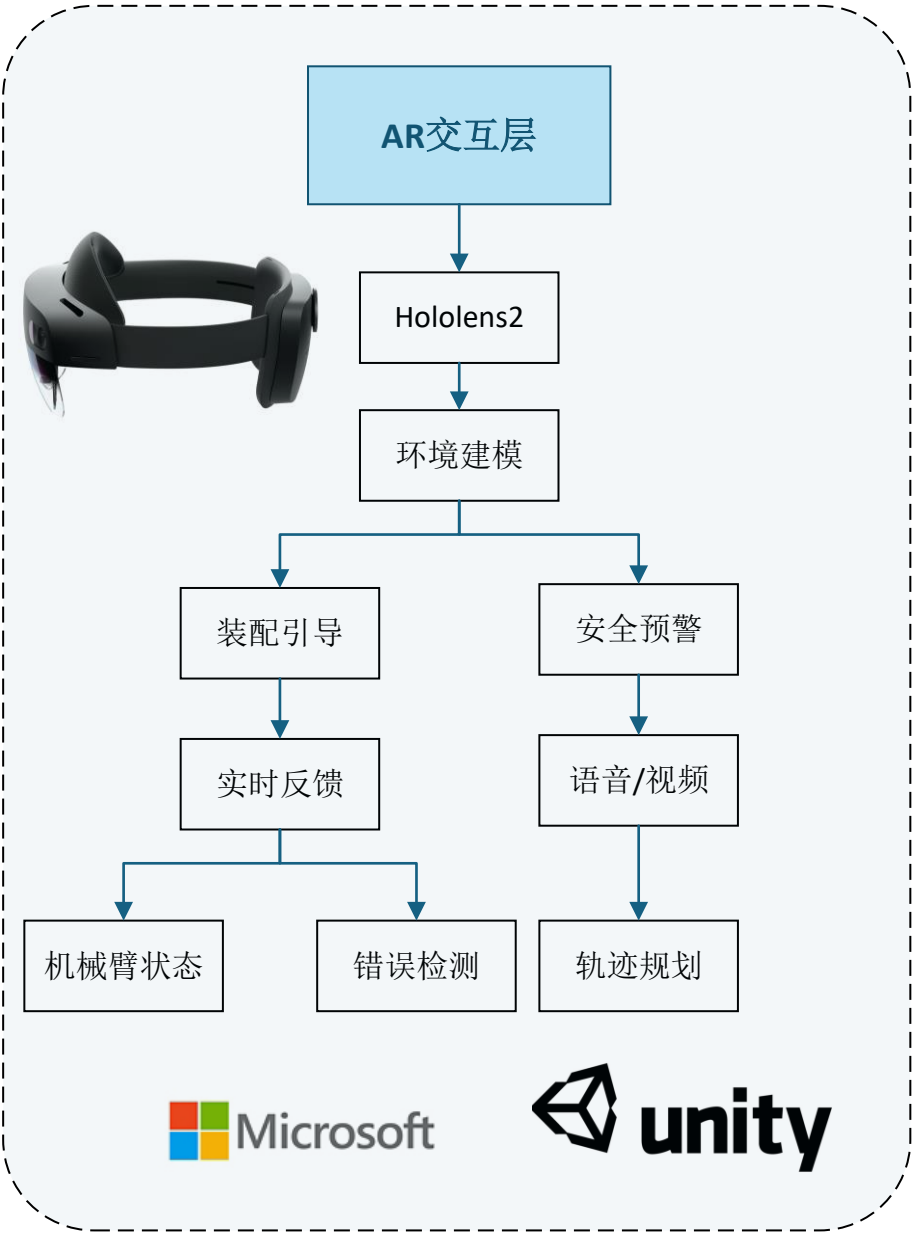 AR交互层
Hololens2
环境建模
装配引导
安全预警
实时反馈
语音/视频
机械臂状态
错误检测
轨迹规划
Microsoft
unity